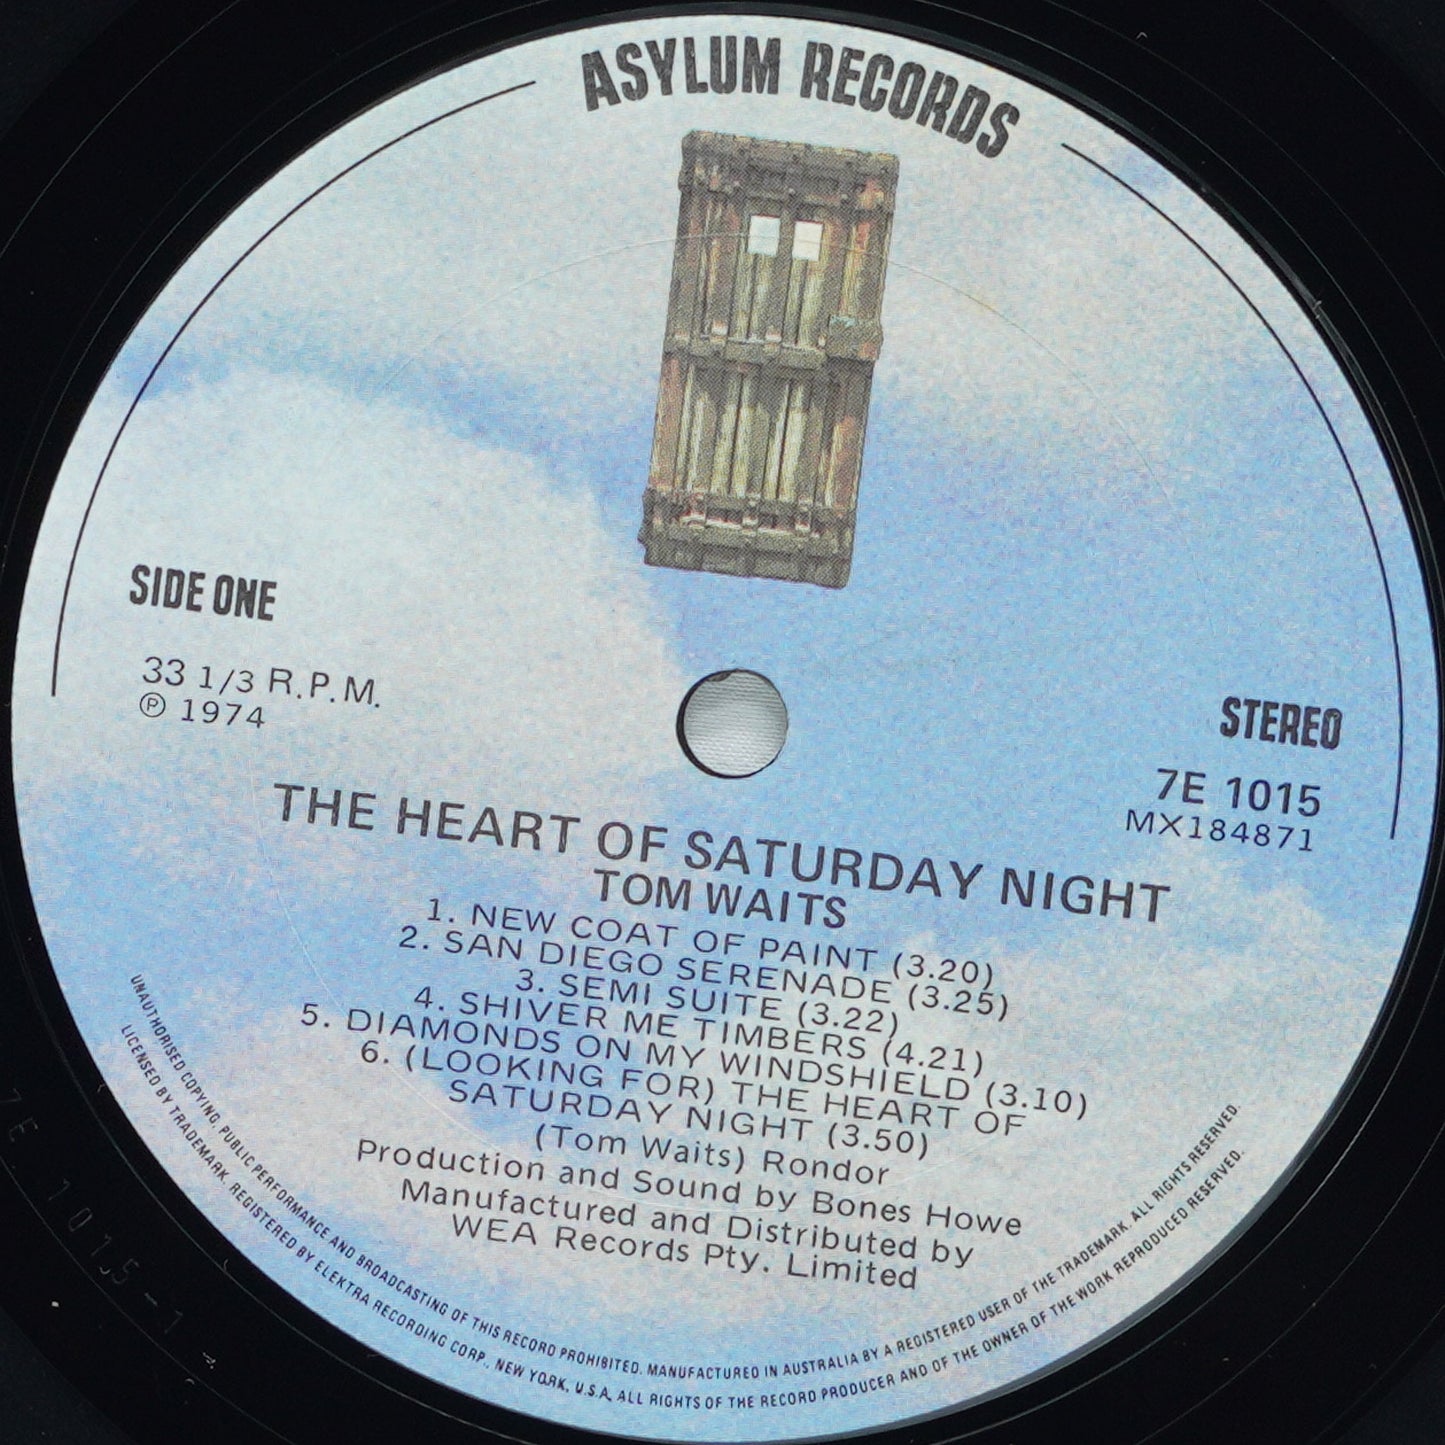 ASYLUM RECORDS
SIDE ONE
33 1/3 R.P.M.
℗ 1974
STEREO
7E 1015
MX184871
THE HEART OF SATURDAY NIGHT
TOM WAITS
1. NEW COAT OF PAINT (3.20)
2. SAN DIEGO SERENADE (3.25)
3. SEMI SUITE (3.22)
4. SHIVER ME TIMBERS (4.21)
5. DIAMONDS ON MY WINDSHIELD (3.10)
6. (LOOKING FOR) THE HEART OF
SATURDAY NIGHT (3.50)
(Tom Waits) Rondor
Production and Sound by Bones Howe
Manufactured and Distributed by
WEA Records Pty. Limited
UNAUTHORISED COPYING, PUBLIC PERFORMANCE AND BROADCASTING OF THIS RECORD PROHIBITED. MANUFACTURED IN AUSTRALIA BY A REGISTERED USER OF THE TRADEMARK. ALL RIGHTS RESERVED.
LICENSED BY TRADEMARK. REGISTERED BY ELEKTRA RECORDING CORP., NEW YORK, U.S.A. ALL RIGHTS OF THE RECORD PRODUCER AND OF THE OWNER OF THE WORK REPRODUCED RESERVED.
7E 1015-1